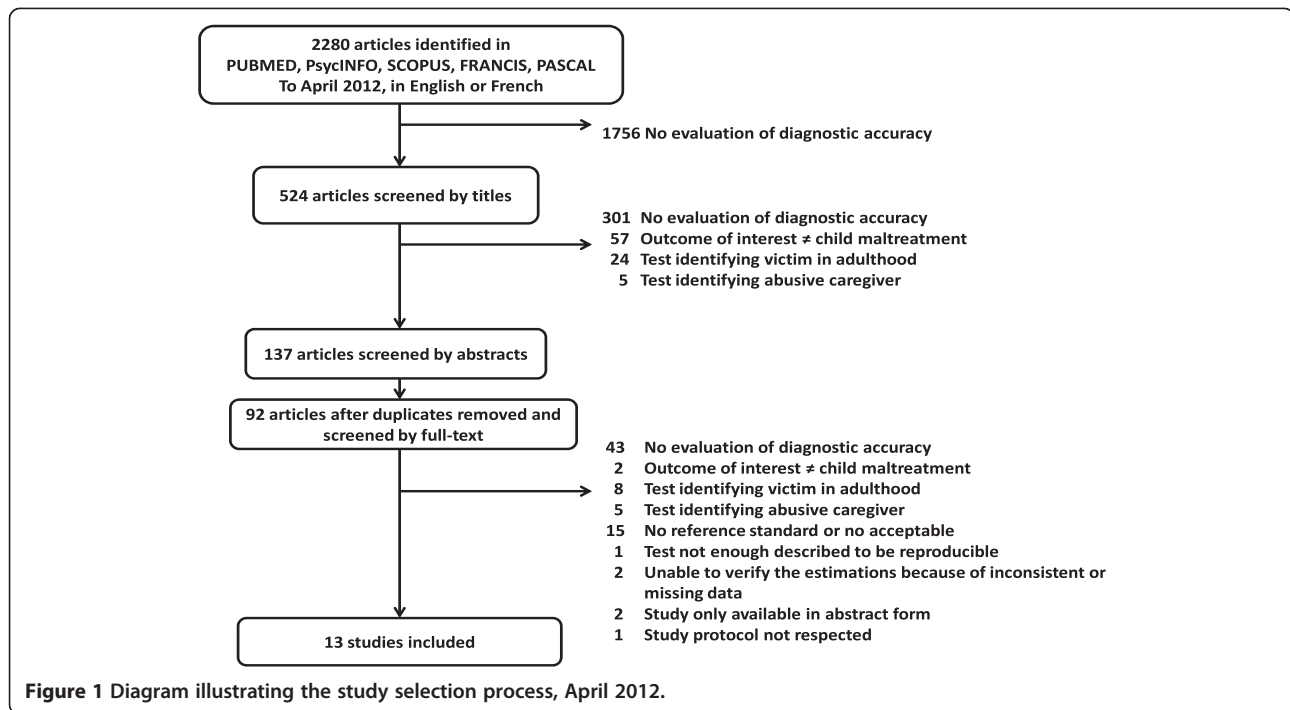 2280 articles identified in
PUBMED, PsycINFO, SCOPUS, FRANCIS, PASCAL
To April 2012, in English or French
1756 No evaluation of diagnostic accuracy
524 articles screened by titles
301 No evaluation of diagnostic accuracy
57 Outcome of interest ≠ child maltreatment
24 Test identifying victim in adulthood
5 Test identifying abusive caregiver
137 articles screened by abstracts
92 articles after duplicates removed and
screened by full-text
43 No evaluation of diagnostic accuracy
2 Outcome of interest ≠ child maltreatment
8 Test identifying victim in adulthood
5 Test identifying abusive caregiver
15 No reference standard or no acceptable
1 Test not enough described to be reproducible
2 Unable to verify the estimations because of inconsistent or
missing data
2 Study only available in abstract form
1 Study protocol not respected
13 studies included
Figure 1 Diagram illustrating the study selection process, April 2012.